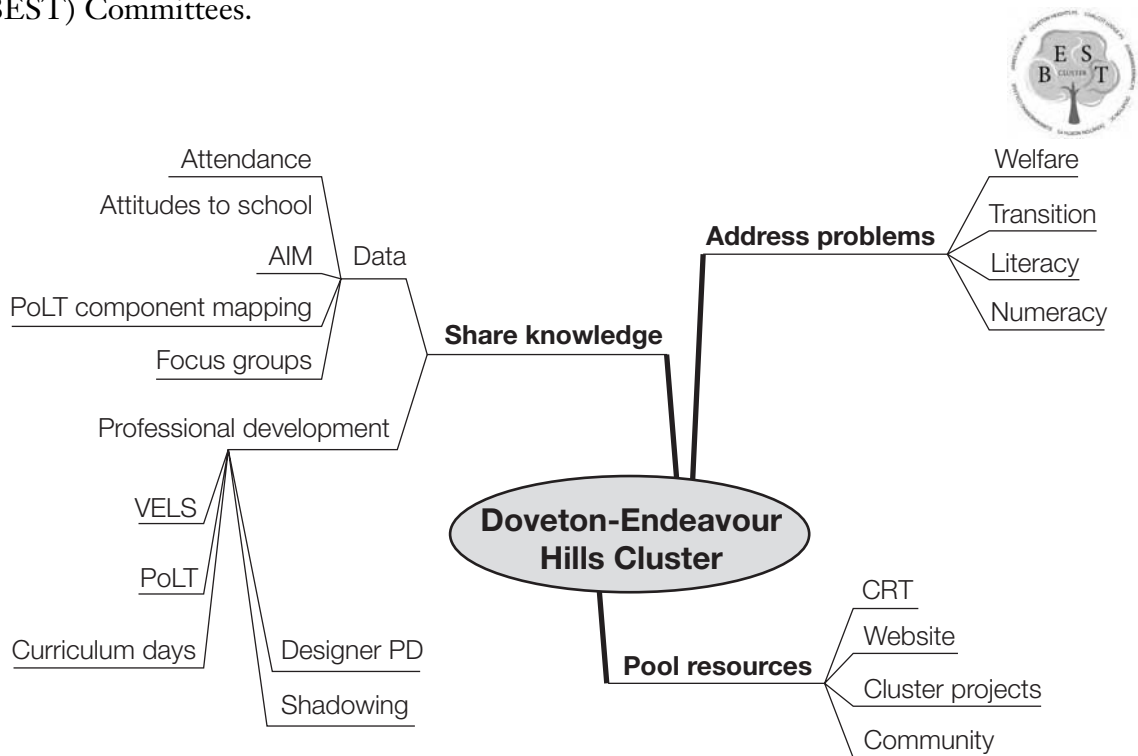 BEST) Committees.
B E S T
CLUSTER
Attendance
Attitudes to school
AIM
Data
PoLT component mapping
Focus groups
Share knowledge
Professional development
VELS
PoLT
Curriculum days
Designer PD
Shadowing
Address problems
Welfare
Transition
Literacy
Numeracy
Doveton-Endeavour
Hills Cluster
Pool resources
CRT
Website
Cluster projects
Community